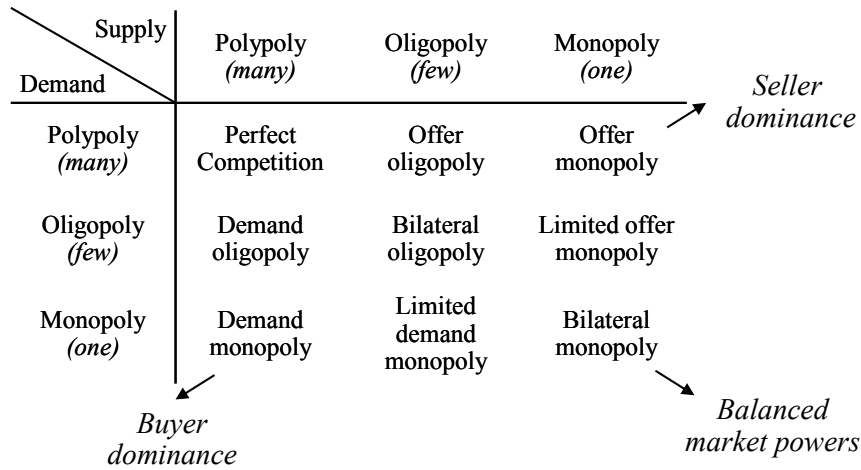 Supply
Demand
Polypoly
(many)
Oligopoly
(few)
Monopoly
(one)
Seller
dominance
Polypoly
(many)
Perfect
Competition
Offer
oligopoly
Offer
monopoly
Oligopoly
(few)
Demand
oligopoly
Bilateral
oligopoly
Limited offer
monopoly
Monopoly
(one)
Demand
monopoly
Limited
demand
monopoly
Bilateral
monopoly
Buyer
dominance
Balanced
market powers